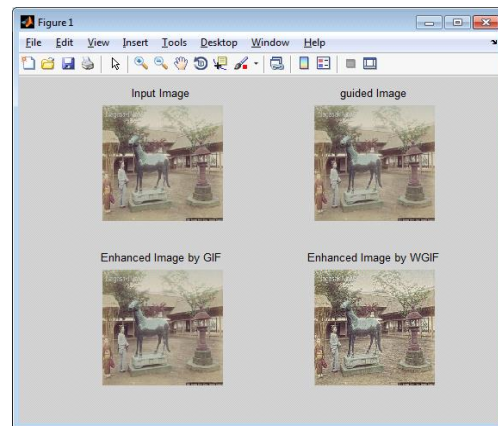 Figure 1
File Edit View Insert Tools Desktop Window Help
Input Image
guided Image
Enhanced Image by GIF
Enhanced Image by WGIF